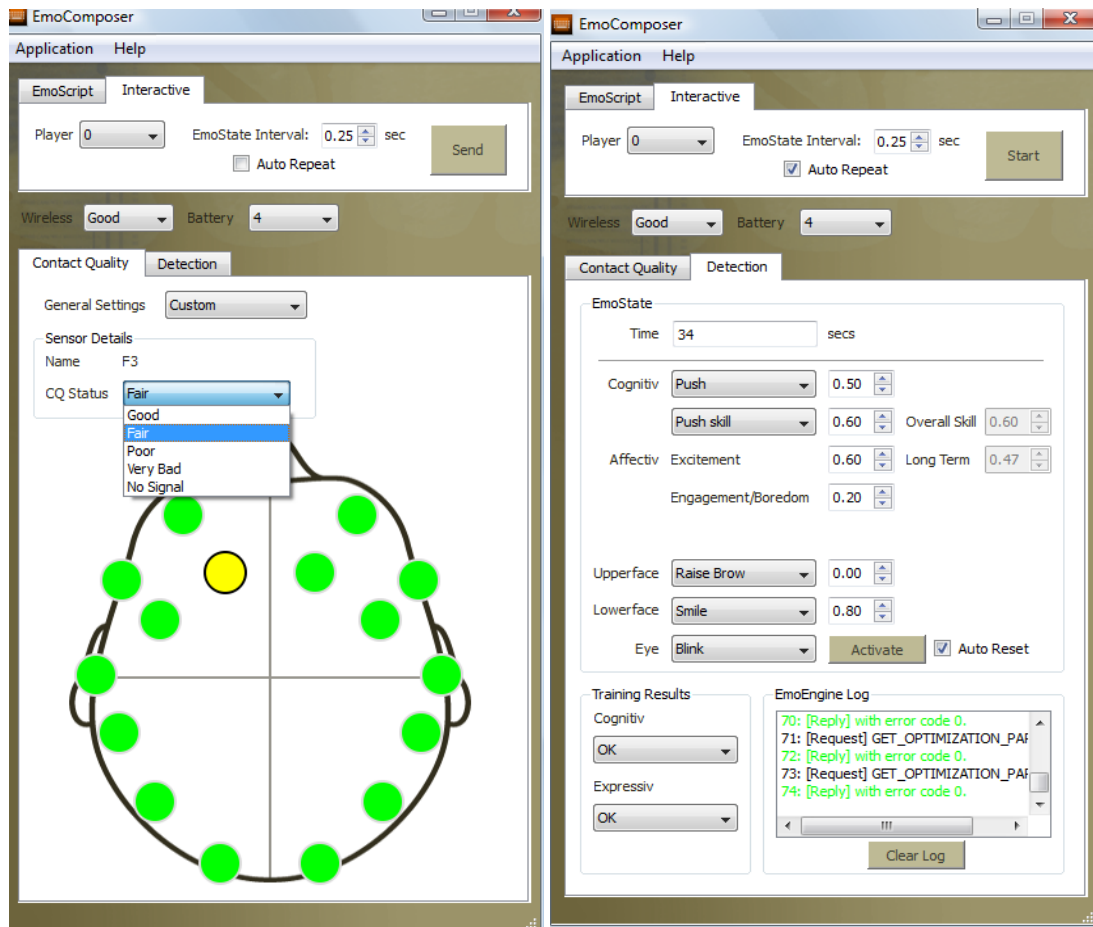 EmoComposer
Application Help
EmoScript Interactive
Player 0 EmoState Interval: 0.25 sec
Auto Repeat
Send
Wireless Good Battery 4
Contact Quality Detection
General Settings Custom
Sensor Details
Name F3
CQ Status Fair
Good
Fair
Poor
Very Bad
No Signal
EmoComposer
Application Help
EmoScript Interactive
Player 0 EmoState Interval: 0.25 sec
Auto Repeat
Start
Wireless Good Battery 4
Contact Quality Detection
EmoState
Time 34 secs
Cognitiv Push 0.50
Push skill 0.60 Overall Skill 0.60
Affectiv Excitement 0.60 Long Term 0.47
Engagement/Boredom 0.20
Upperface Raise Brow 0.00
Lowerface Smile 0.80
Eye Blink Activate Auto Reset
Training Results
Cognitiv
OK
Expressiv
OK
EmoEngine Log
70: [Reply] with error code 0.
71: [Request] GET_OPTIMIZATION_PAR
72: [Reply] with error code 0.
73: [Request] GET_OPTIMIZATION_PAR
74: [Reply] with error code 0.
Clear Log